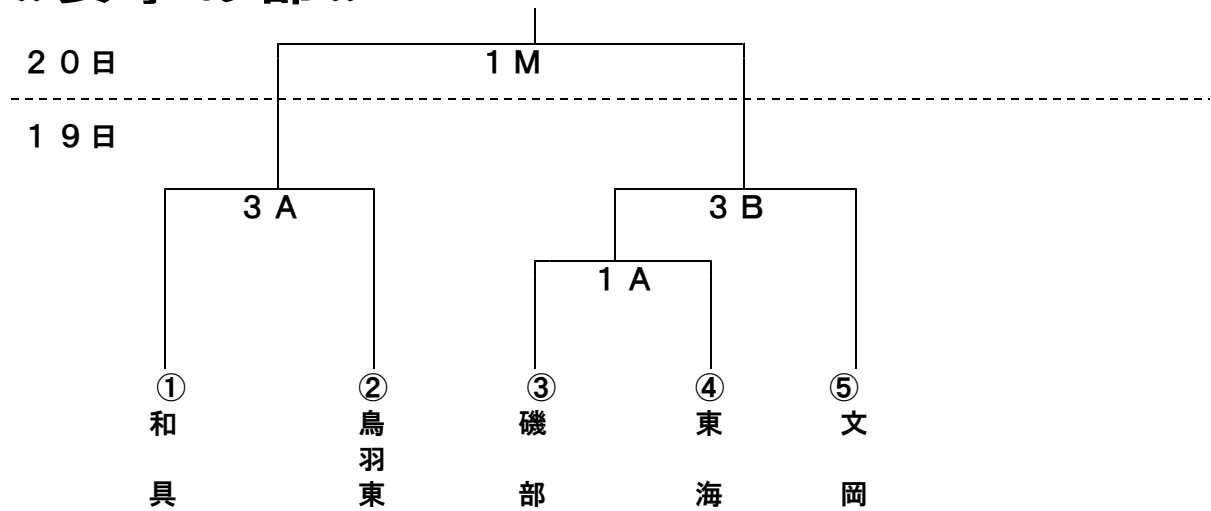 ２０日
１Ｍ
１９日
３Ａ
３Ｂ
１Ａ
① ② ③ ④ ⑤
和具
鳥羽東
磯部
東海
文岡